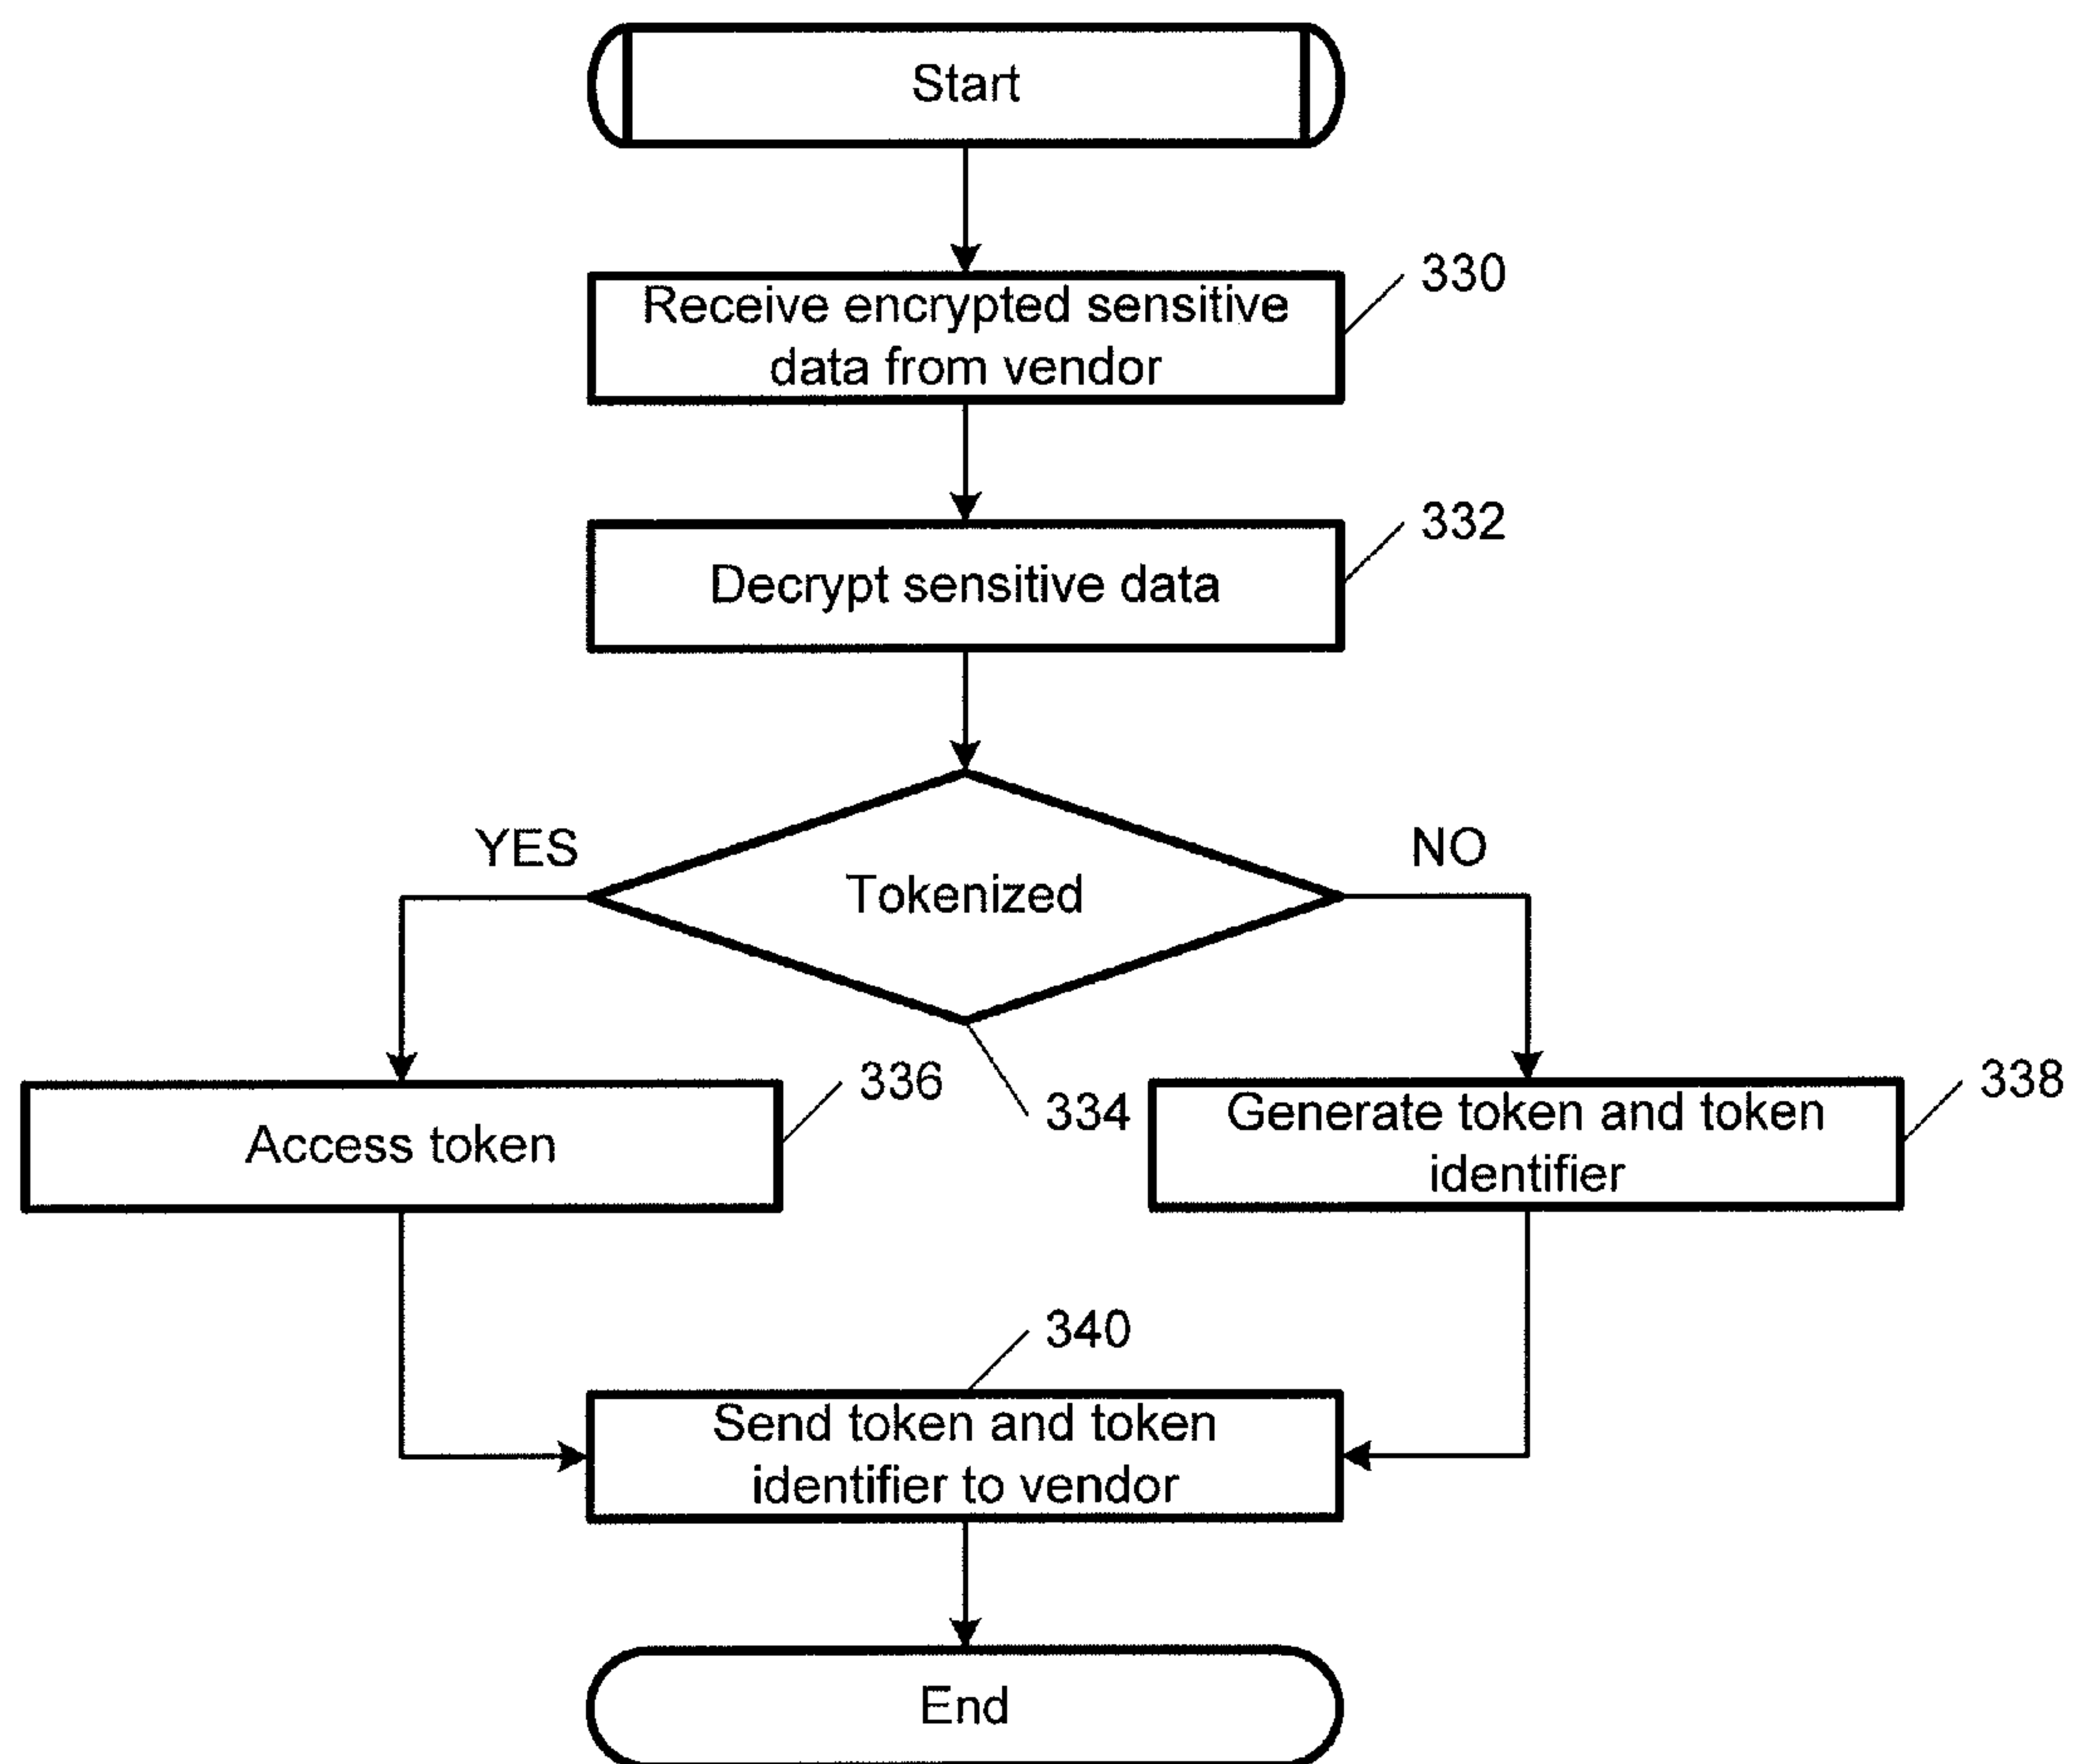 Start
330
Receive encrypted sensitive
data from vendor
332
Decrypt sensitive data
YES
NO
Tokenized
336
334
338
Access token
Generate token and token
identifier
340
Send token and token
identifier to vendor
End